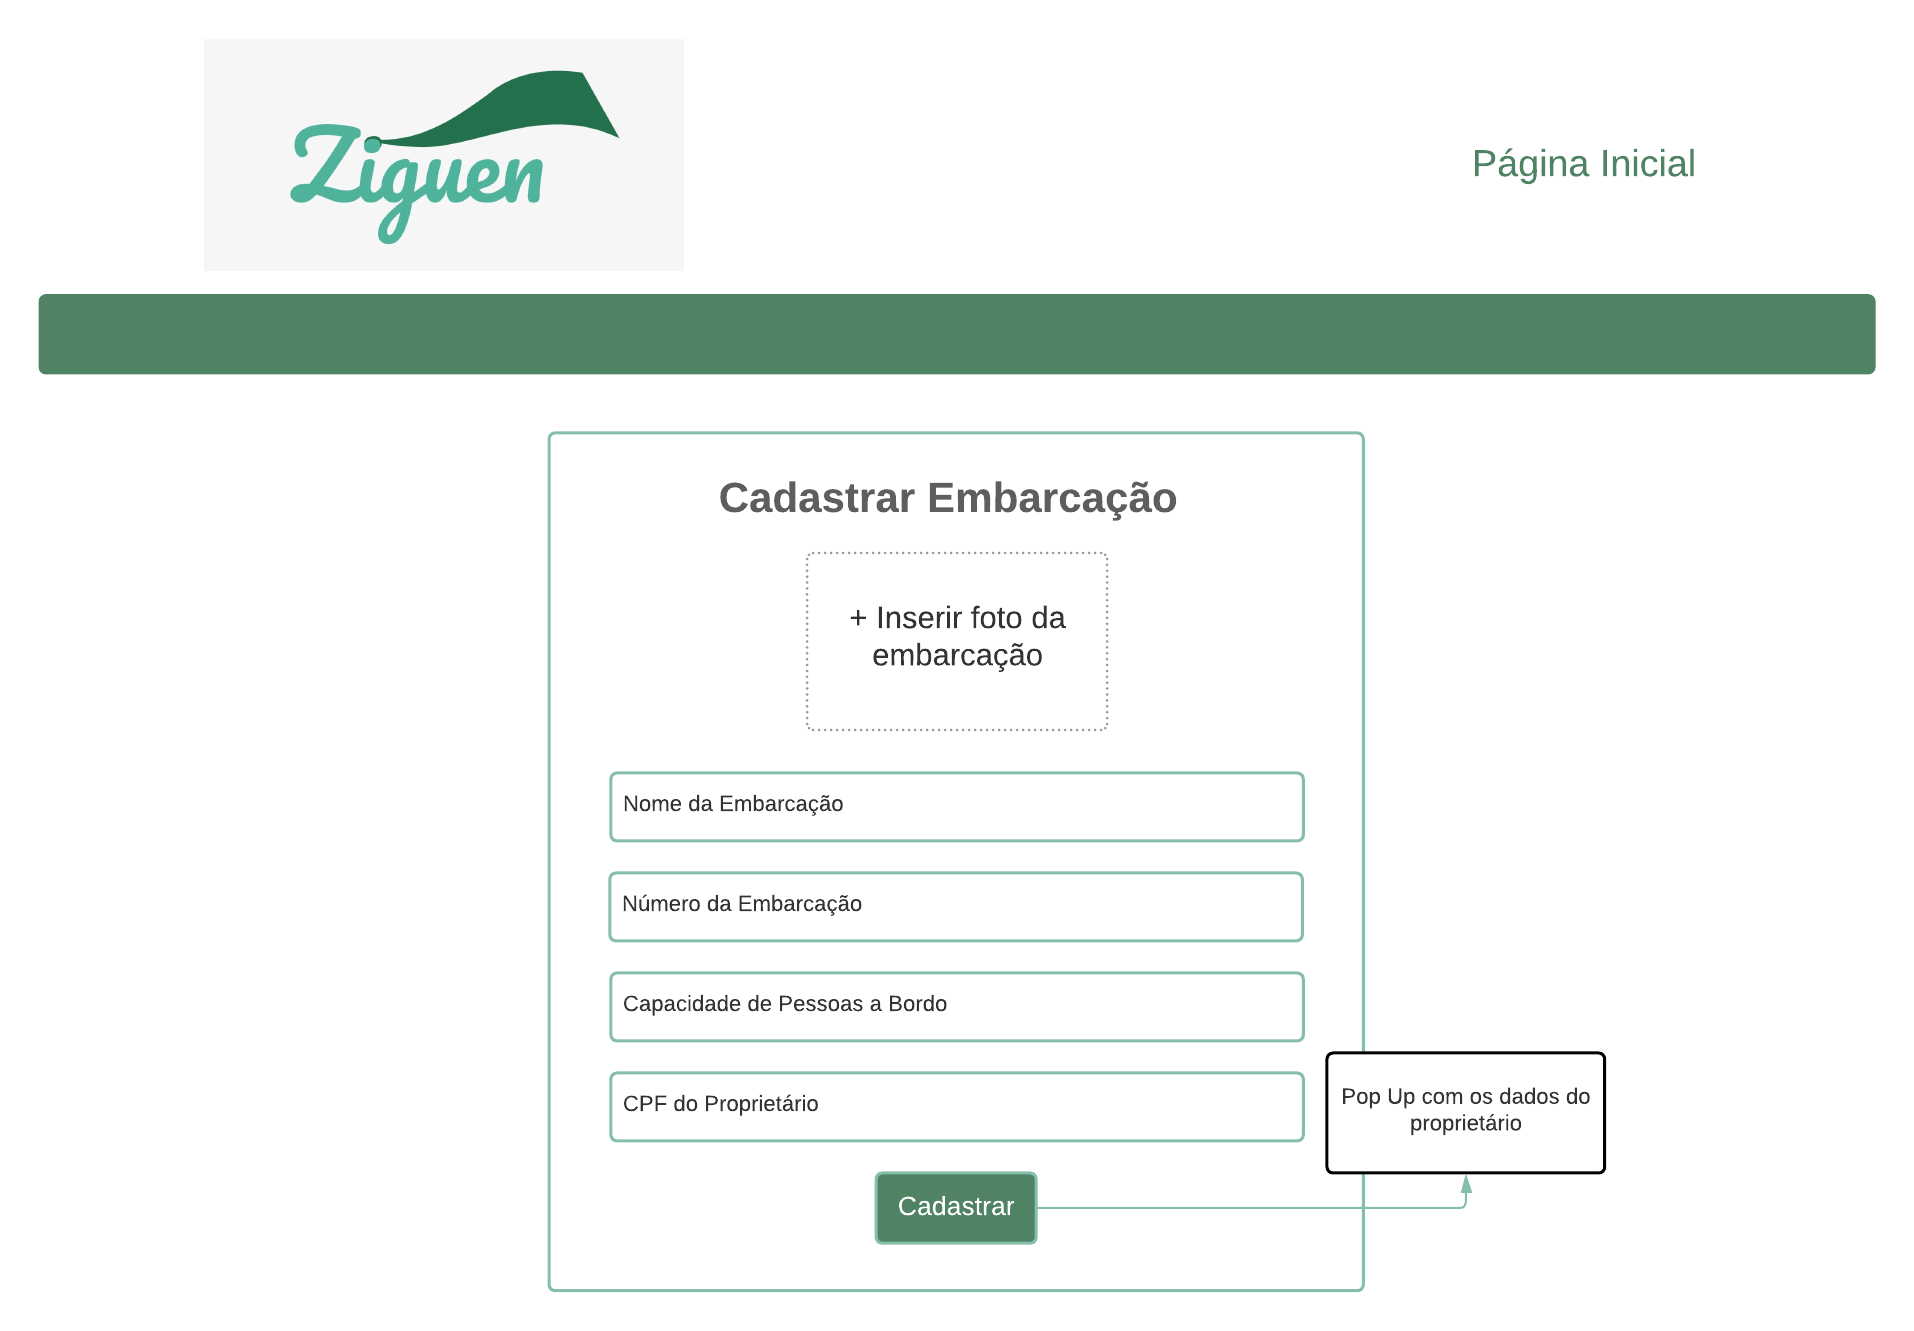 Ziguen
Página Inicial
Cadastrar Embarcação
+ Inserir foto da
embarcação
Nome da Embarcação
Número da Embarcação
Capacidade de Pessoas a Bordo
CPF do Proprietário
Pop Up com os dados do
proprietário
Cadastrar